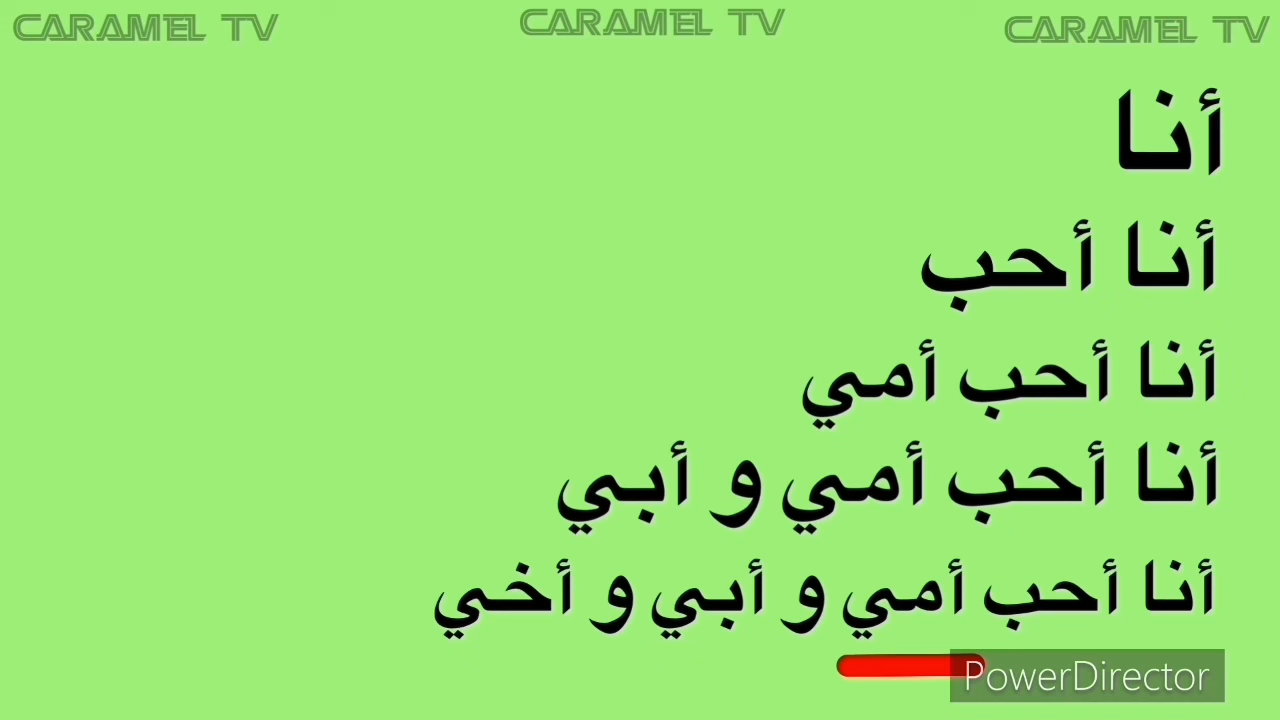 CARAMEL TV CARAMEL TV CARAMEL TV
أنا
أنا أحب
أنا أحب أمي
أنا أحب أمي و أبي
أنا أحب أمي و أبي و أخي
PowerDirector